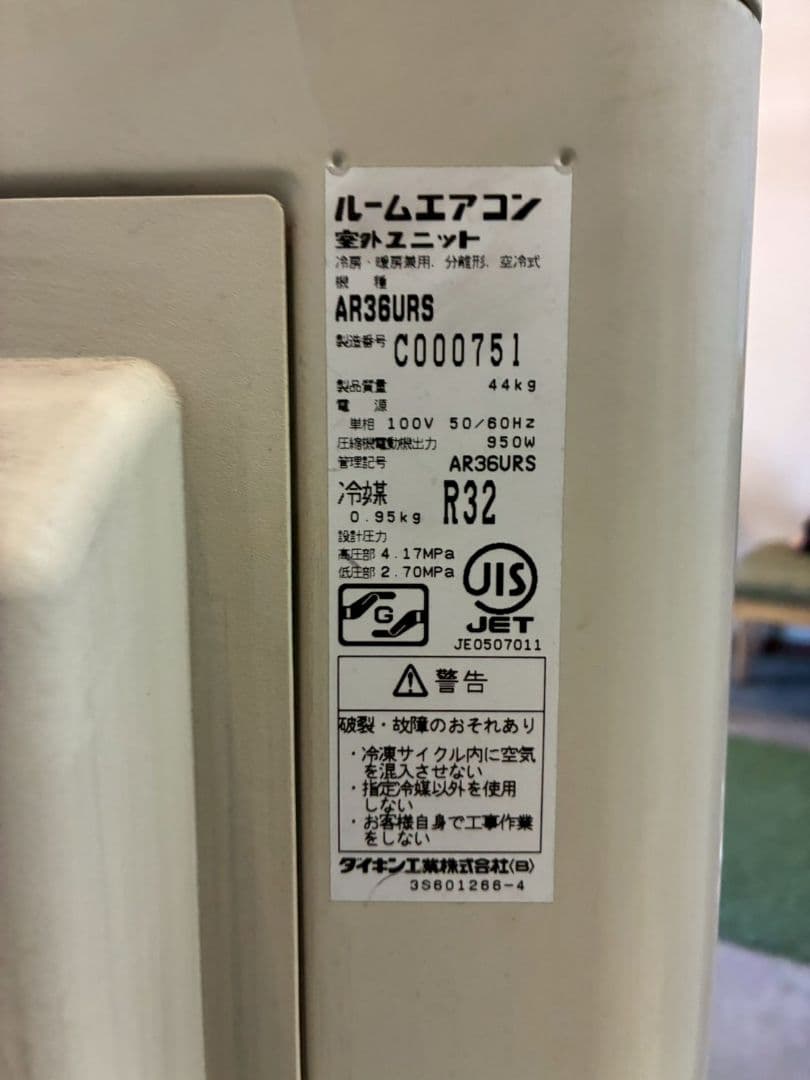 ルームエアコン
室外ユニット
冷房・暖房兼用、分離形、空冷式
機 種
AR36URS
製造番号 C000751
製品質量 44kg
電 源
単相 100V 50/60Hz
圧縮機電動機出力 950W
管理記号 AR36URS
冷媒 R32
0.95kg
設計圧力
高圧部 4.17MPa
低圧部 2.70MPa
G
JIS
JET
JE0507011
警告
破裂・故障のおそれあり
・冷凍サイクル内に空気
を混入させない
・指定冷媒以外を使用
しない
・お客様自身で工事作業
をしない
ダイキン工業株式会社(B)
3S601266-4